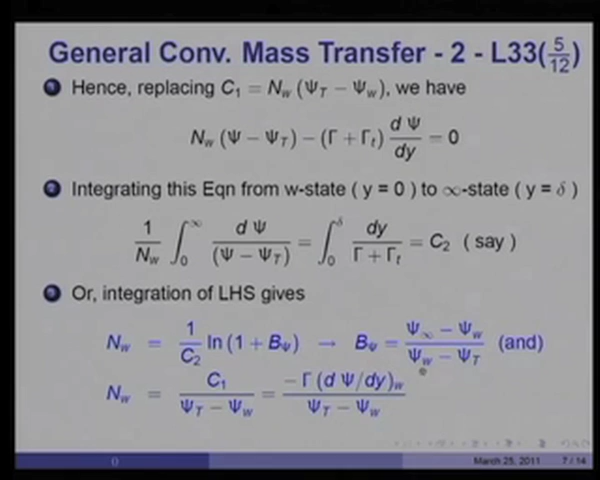 General Conv. Mass Transfer - 2 - L33(5/12)
1 Hence, replacing C₁ = N_w (Ψ_T − Ψ_w), we have
N_w (Ψ − Ψ_T) − (Γ + Γ_t) d Ψ/dy = 0
2 Integrating this Eqn from w-state ( y = 0 ) to ∞-state ( y = δ )
1/N_w ∫₀^∞ d Ψ/(Ψ − Ψ_T) = ∫₀^δ dy/(Γ + Γ_t) = C₂ ( say )
3 Or, integration of LHS gives
N_w = 1/C₂ ln (1 + B_Ψ) → B_Ψ = (Ψ_∞ − Ψ_w)/(Ψ_w − Ψ_T) (and)
N_w = C₁/(Ψ_T − Ψ_w) = −Γ (d Ψ/dy)_w/(Ψ_T − Ψ_w)
() March 25, 2011 7 / 14